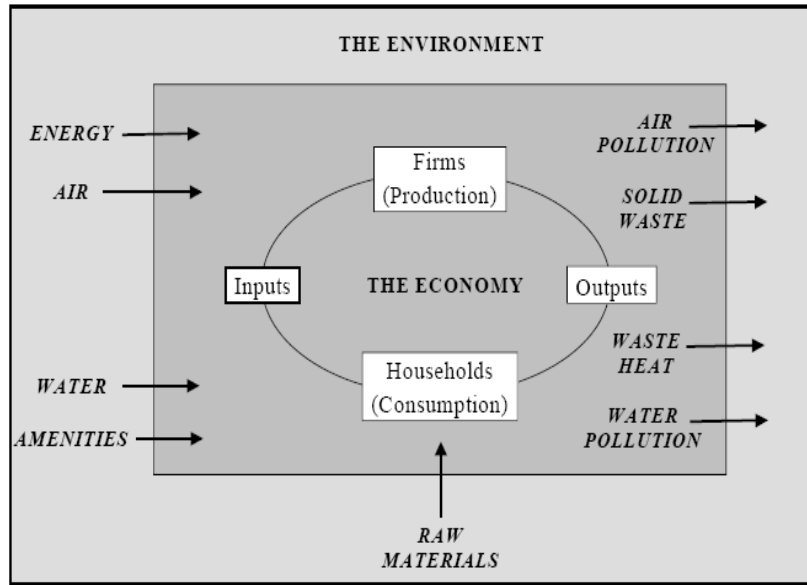 THE ENVIRONMENT
ENERGY
AIR
WATER
AMENITIES
Firms
(Production)
Inputs
THE ECONOMY
Outputs
Households
(Consumption)
AIR
POLLUTION
SOLID
WASTE
WASTE
HEAT
WATER
POLLUTION
RAW
MATERIALS